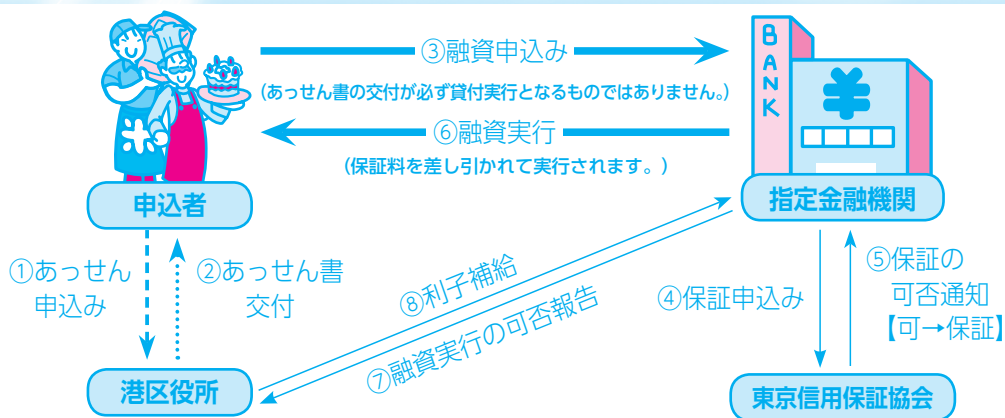 ③融資申込み
(あっせん書の交付が必ず貸付実行となるものではありません。)
⑥融資実行
(保証料を差し引かれて実行されます。)
BANK
¥
申込者
指定金融機関
①あっせん
申込み
②あっせん書
交付
⑧利子補給
⑦融資実行の可否報告
④保証申込み
⑤保証の
可否通知
【可→保証】
港区役所
東京信用保証協会